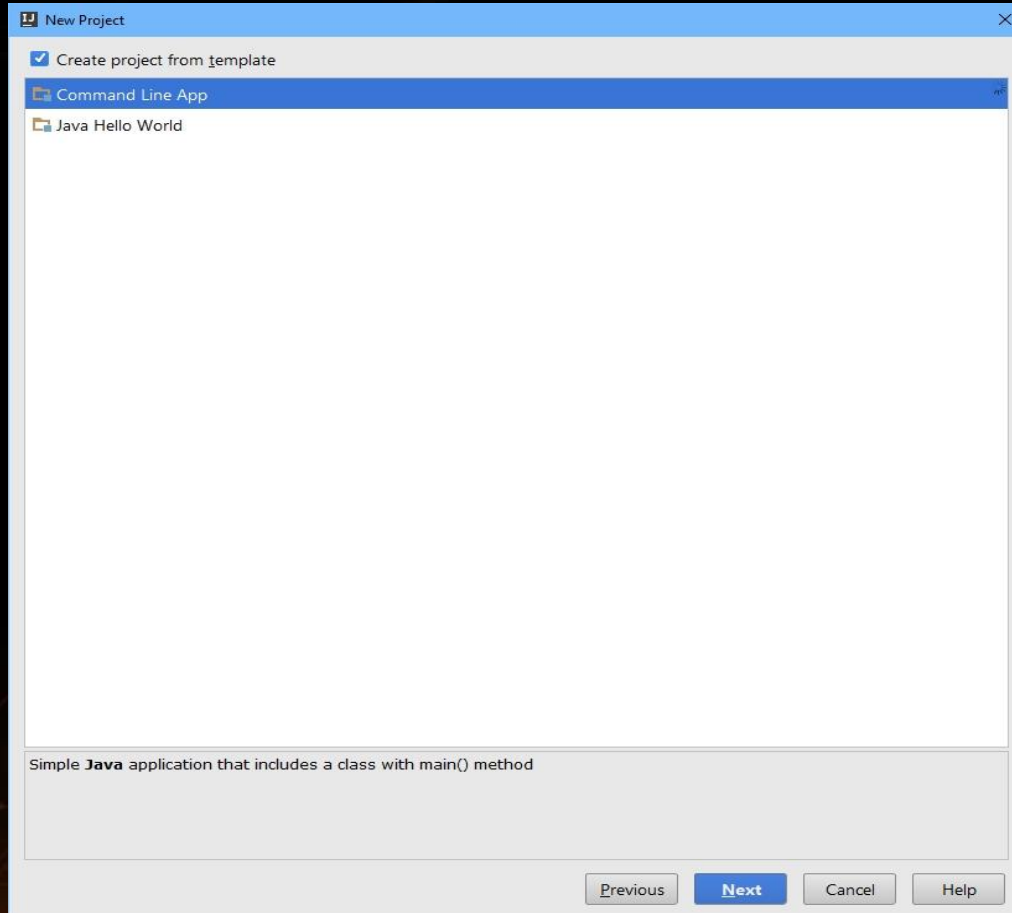 IJ New Project
Create project from template
Command Line App
Java Hello World
Simple Java application that includes a class with main() method
Previous Next Cancel Help